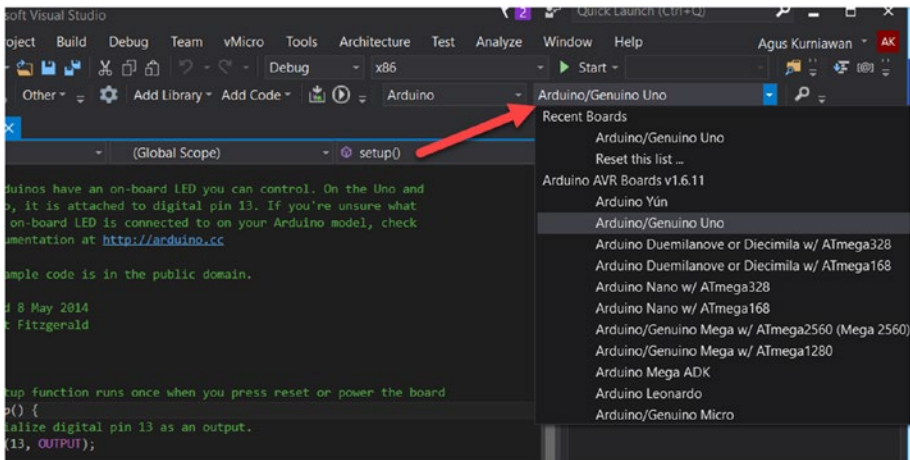 soft Visual Studio
2
Quick Launch (Ctrl+Q)
oject Build Debug Team vMicro Tools Architecture Test Analyze Window Help Agus Kurniawan AK
Debug x86 Start
Other Add Library Add Code Arduino Arduino/Genuino Uno
(Global Scope) setup()
Recent Boards
Arduino/Genuino Uno
Reset this list ...
Arduino AVR Boards v1.6.11
Arduino Yún
Arduino/Genuino Uno
Arduino Duemilanove or Diecimila w/ ATmega328
Arduino Duemilanove or Diecimila w/ ATmega168
Arduino Nano w/ ATmega328
Arduino Nano w/ ATmega168
Arduino/Genuino Mega w/ ATmega2560 (Mega 2560)
Arduino/Genuino Mega w/ ATmega1280
Arduino Mega ADK
Arduino Leonardo
Arduino/Genuino Micro
duinos have an on-board LED you can control. On the Uno and
o, it is attached to digital pin 13. If you're unsure what
on-board LED is connected to on your Arduino model, check
umentation at http://arduino.cc
ample code is in the public domain.
d 8 May 2014
t Fitzgerald
tup function runs once when you press reset or power the board
p() {
ialize digital pin 13 as an output.
(13, OUTPUT);